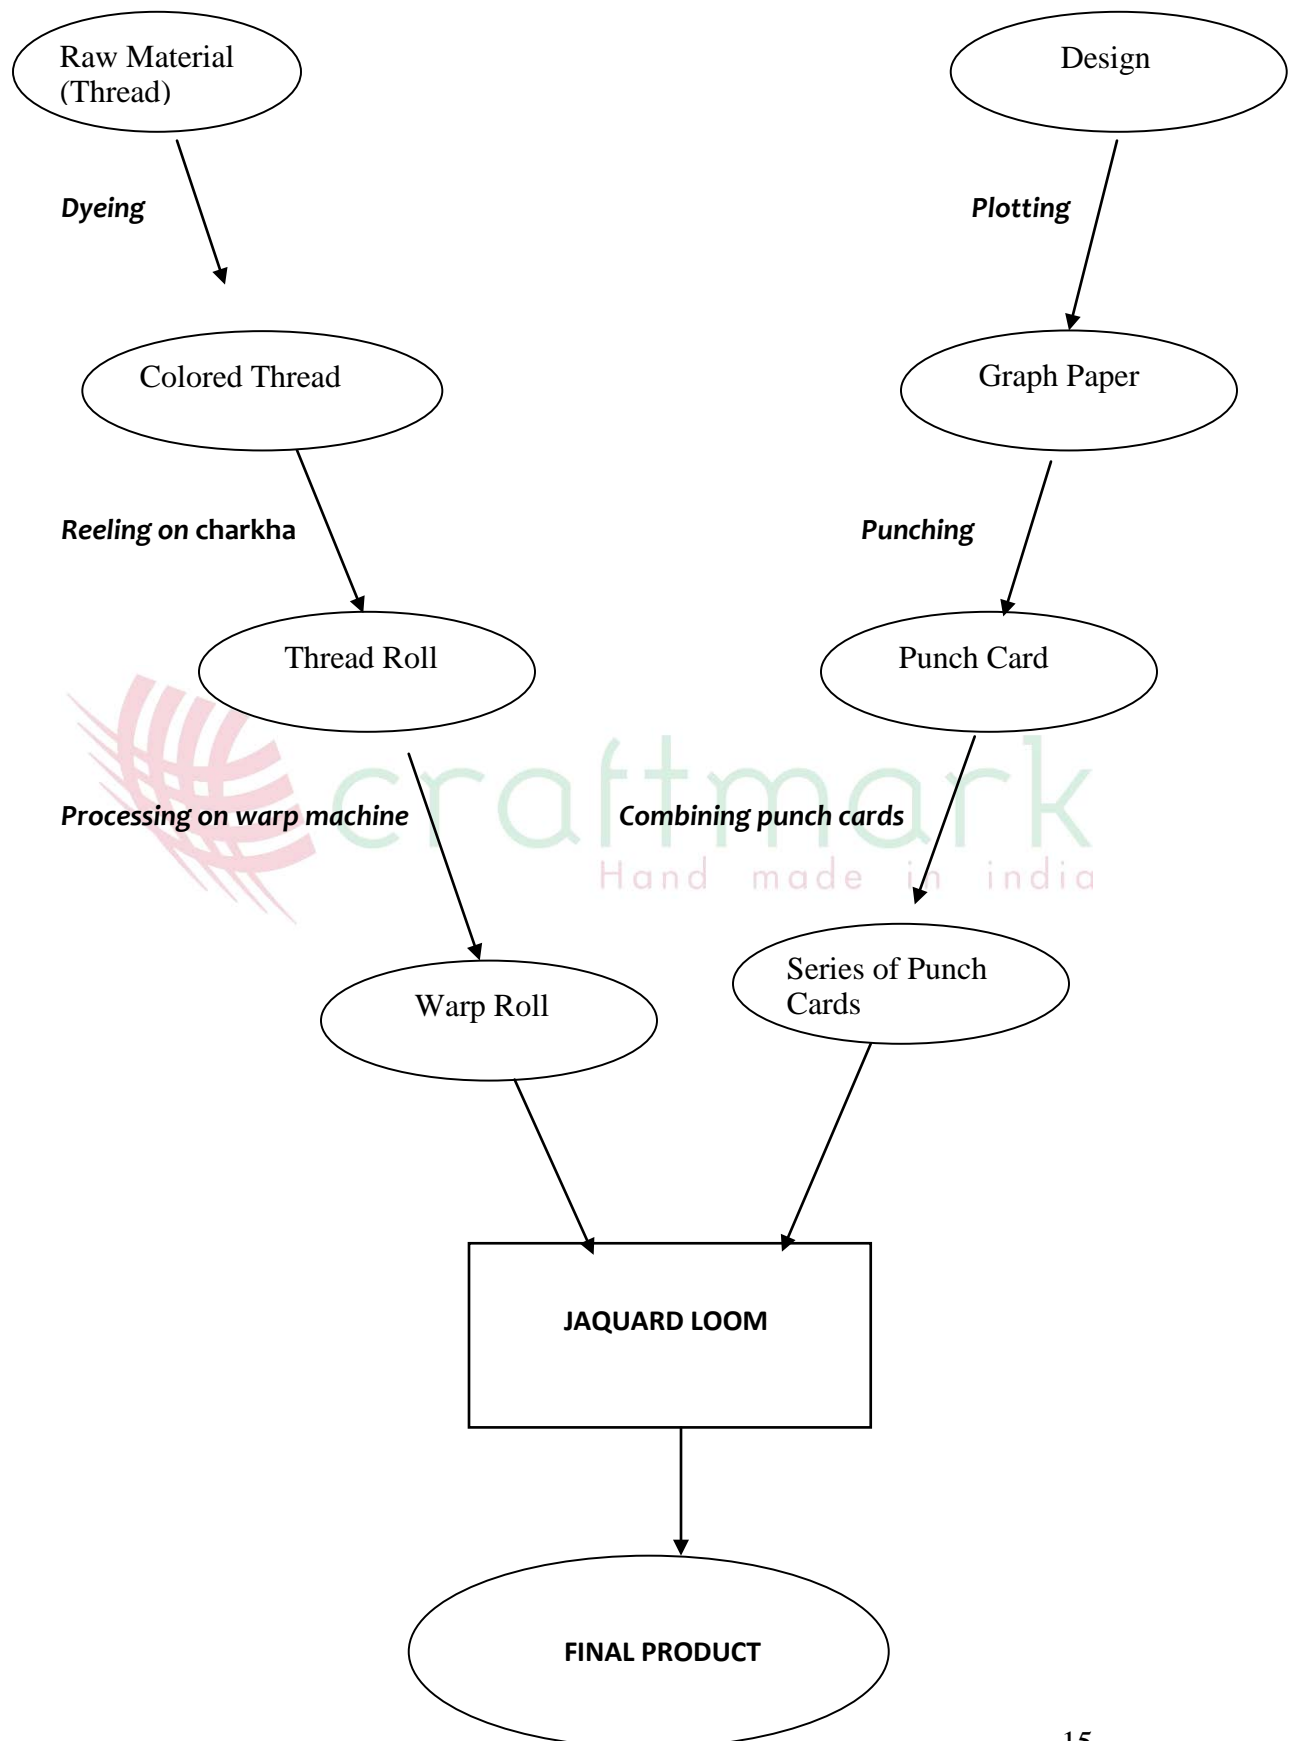 Raw Material
(Thread)
Design
Dyeing
Plotting
Colored Thread
Graph Paper
Reeling on charkha
Punching
Thread Roll
Punch Card
craftmark
Hand made in india
Processing on warp machine
Combining punch cards
Series of Punch
Cards
Warp Roll
JAQUARD LOOM
FINAL PRODUCT
15